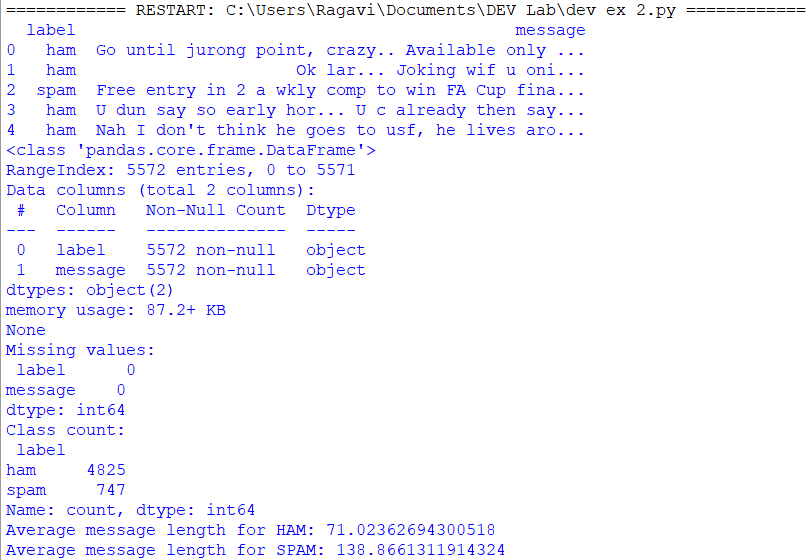 ============ RESTART: C:\Users\Ragavi\Documents\DEV Lab\dev ex 2.py ============
  label                                            message
0   ham  Go until jurong point, crazy.. Available only ...
1   ham                      Ok lar... Joking wif u oni...
2  spam  Free entry in 2 a wkly comp to win FA Cup fina...
3   ham  U dun say so early hor... U c already then say...
4   ham  Nah I don't think he goes to usf, he lives aro...
<class 'pandas.core.frame.DataFrame'>
RangeIndex: 5572 entries, 0 to 5571
Data columns (total 2 columns):
 #   Column   Non-Null Count  Dtype
---  ------   --------------  -----
 0   label    5572 non-null   object
 1   message  5572 non-null   object
dtypes: object(2)
memory usage: 87.2+ KB
None
Missing values:
 label      0
message    0
dtype: int64
Class count:
 label
ham     4825
spam     747
Name: count, dtype: int64
Average message length for HAM: 71.02362694300518
Average message length for SPAM: 138.8661311914324